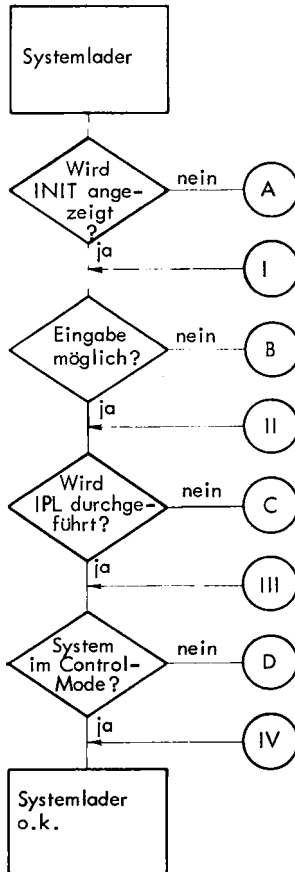 Systemlader
Wird
INIT ange-
zeigt
?
nein
A
ja
I
Eingabe
möglich?
nein
B
ja
II
Wird
IPL durchge-
führt?
nein
C
ja
III
System
im Control-
Mode?
nein
D
ja
IV
Systemlader
o.k.